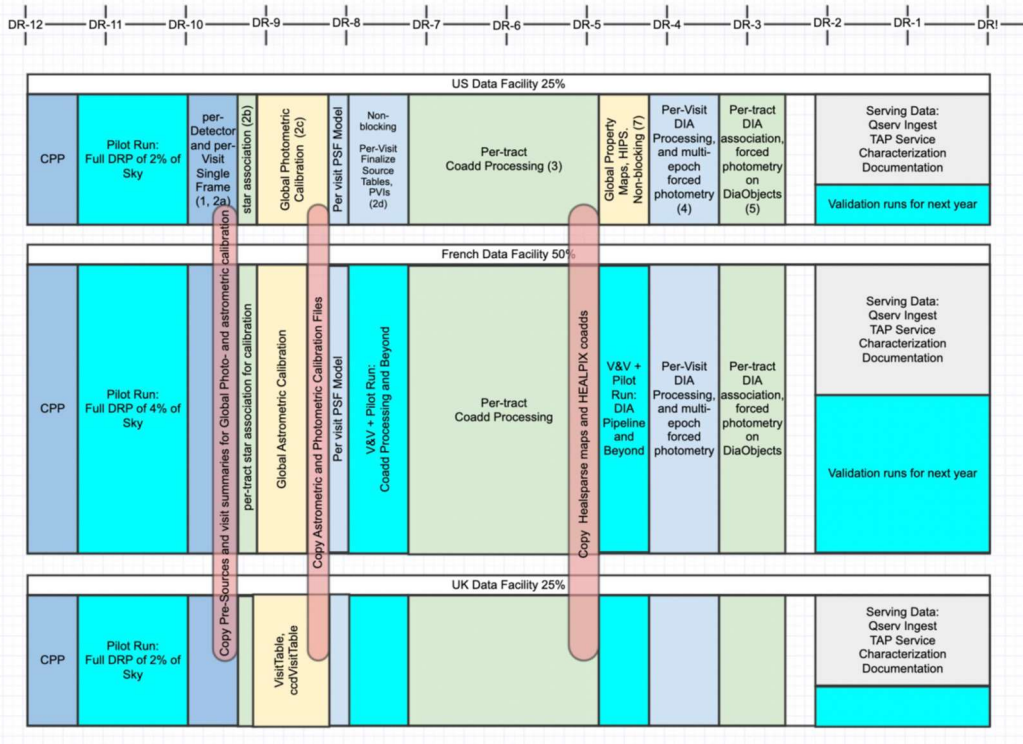 DR-12 DR-11 DR-10 DR-9 DR-8 DR-7 DR-6 DR-5 DR-4 DR-3 DR-2 DR-1 DR!
US Data Facility 25%
CPP
Pilot Run:
Full DRP of 2% of
Sky
per-
Detector
and per-
Visit
Single
Frame
(1, 2a)
star association (2b)
Global Photometric
Calibration (2c)
Per visit PSF Model
Non-
blocking
Per-Visit
Finalize
Source
Tables,
PVIs
(2d)
Per-tract
Coadd Processing (3)
Global Property
Maps, HIPS.
Non-blocking (7)
Per-Visit
DIA
Processing,
and multi-
epoch
forced
photometry
(4)
Per-tract
DIA
association,
forced
photometry
on
DiaObjects
(5)
Serving Data:
Qserv Ingest
TAP Service
Characterization
Documentation
Validation runs for next year
French Data Facility 50%
CPP
Pilot Run:
Full DRP of 4% of
Sky
Copy Pre-Sources and visit summaries for Global Photo- and astrometric calibration
per-tract star association for calibration
Global Astrometric Calibration
Copy Astrometric and Photometric Calibration Files
Per visit PSF Model
V&V + Pilot Run:
Coadd Processing and Beyond
Per-tract
Coadd Processing
Copy Healsparse maps and HEALPIX coadds
V&V +
Pilot
Run:
DIA
Pipeline
and
Beyond
Per-Visit
DIA
Processing,
and multi-
epoch
forced
photometry
Per-tract
DIA
association,
forced
photometry
on
DiaObjects
Serving Data:
Qserv Ingest
TAP Service
Characterization
Documentation
Validation runs for next year
UK Data Facility 25%
CPP
Pilot Run:
Full DRP of 2% of
Sky
VisitTable,
ccdVisitTable
Serving Data:
Qserv Ingest
TAP Service
Characterization
Documentation